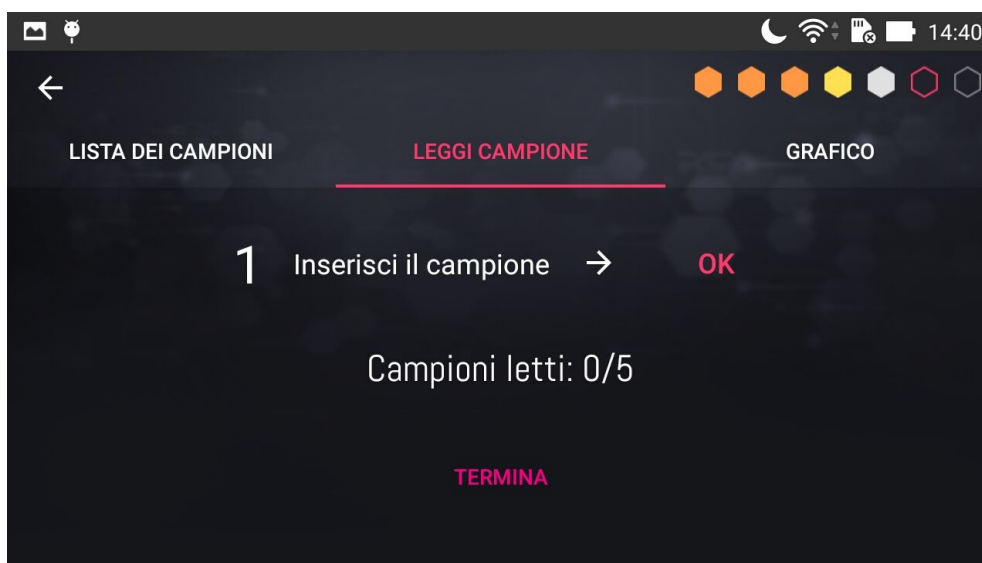 14:40
LISTA DEI CAMPIONI LEGGI CAMPIONE GRAFICO
1 Inserisci il campione → OK
Campioni letti: 0/5
TERMINA